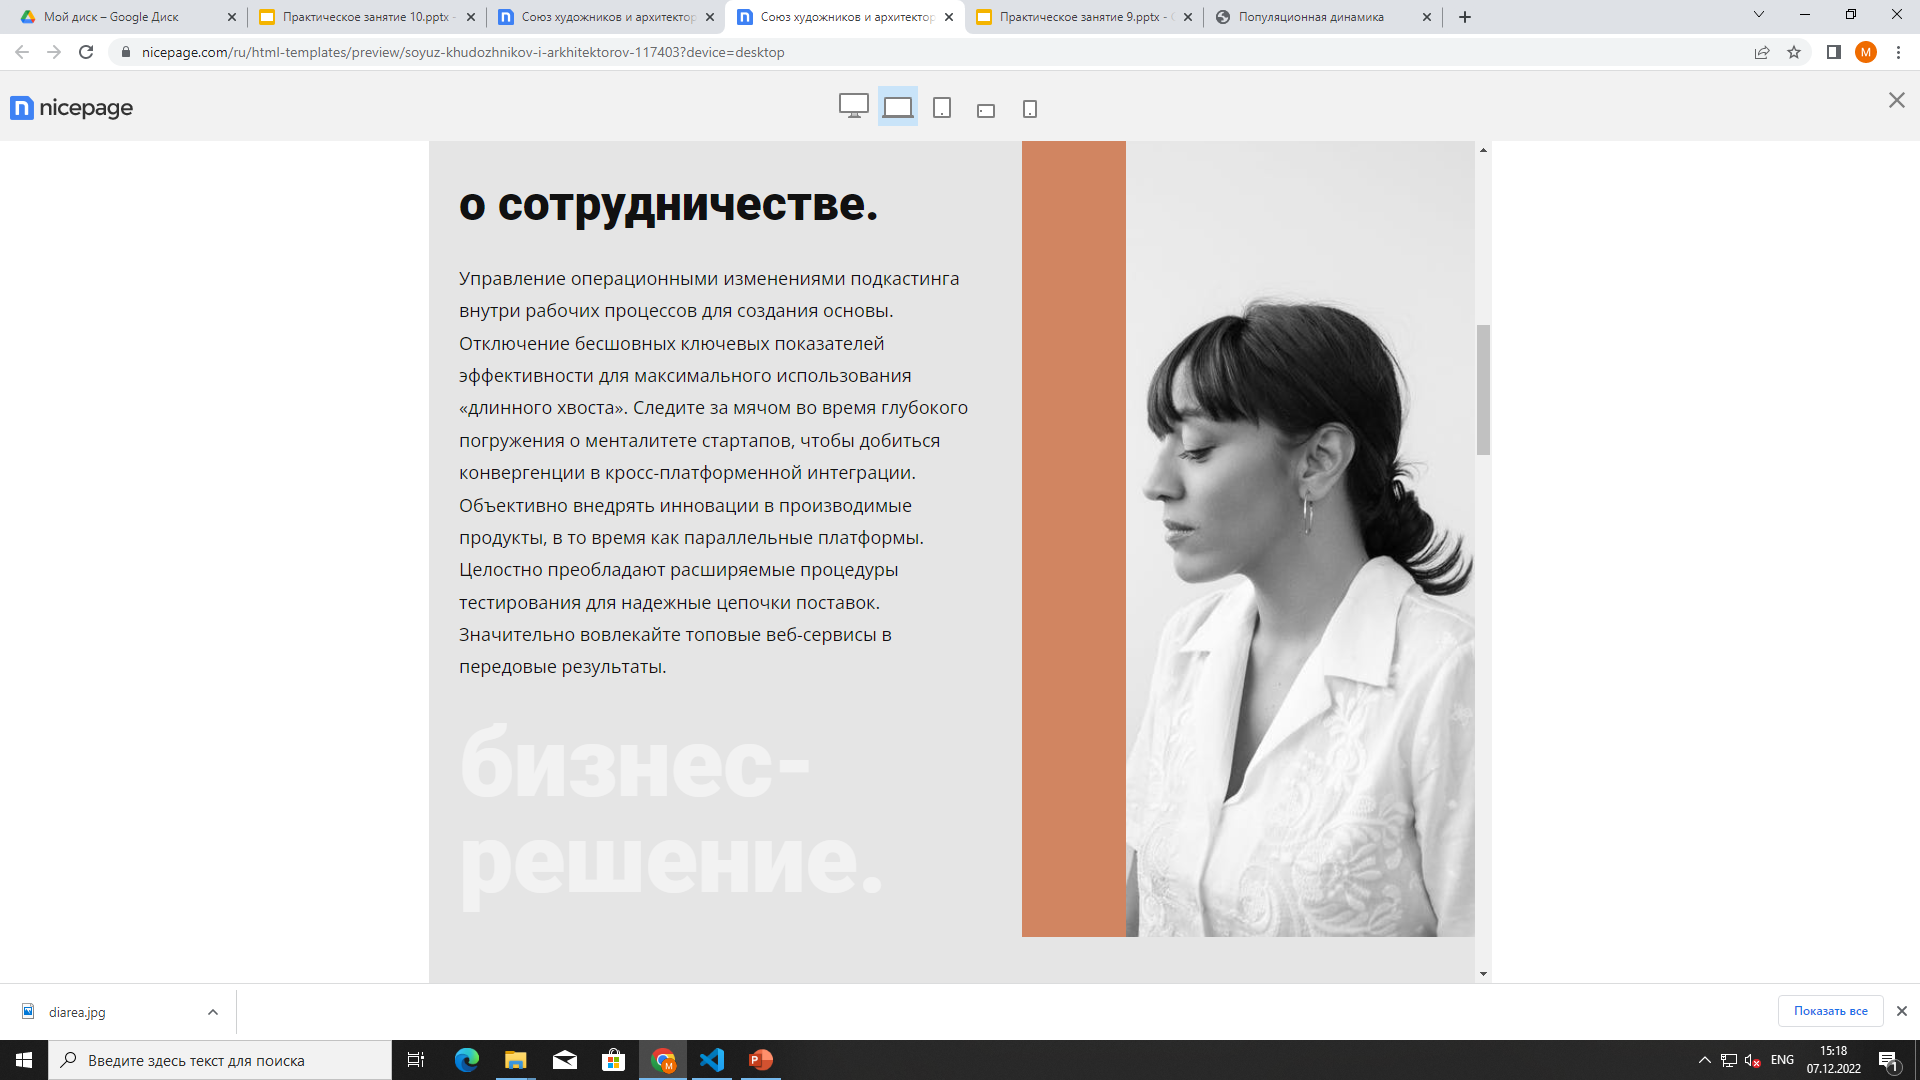 Мой диск – Google Диск
Практическое занятие 10.pptx -
Союз художников и архитектор
Союз художников и архитектор
Практическое занятие 9.pptx - G
Популяционная динамика
nicepage.com/ru/html-templates/preview/soyuz-khudozhnikov-i-arkhitektorov-117403?device=desktop
M
nicepage
о сотрудничестве.
Управление операционными изменениями подкастинга
внутри рабочих процессов для создания основы.
Отключение бесшовных ключевых показателей
эффективности для максимального использования
«длинного хвоста». Следите за мячом во время глубокого
погружения о менталитете стартапов, чтобы добиться
конвергенции в кросс-платформенной интеграции.
Объективно внедрять инновации в производимые
продукты, в то время как параллельные платформы.
Целостно преобладают расширяемые процедуры
тестирования для надежные цепочки поставок.
Значительно вовлекайте топовые веб-сервисы в
передовые результаты.
бизнес-
решение.
diarea.jpg
Показать все
Введите здесь текст для поиска
ENG
15:18
07.12.2022
1